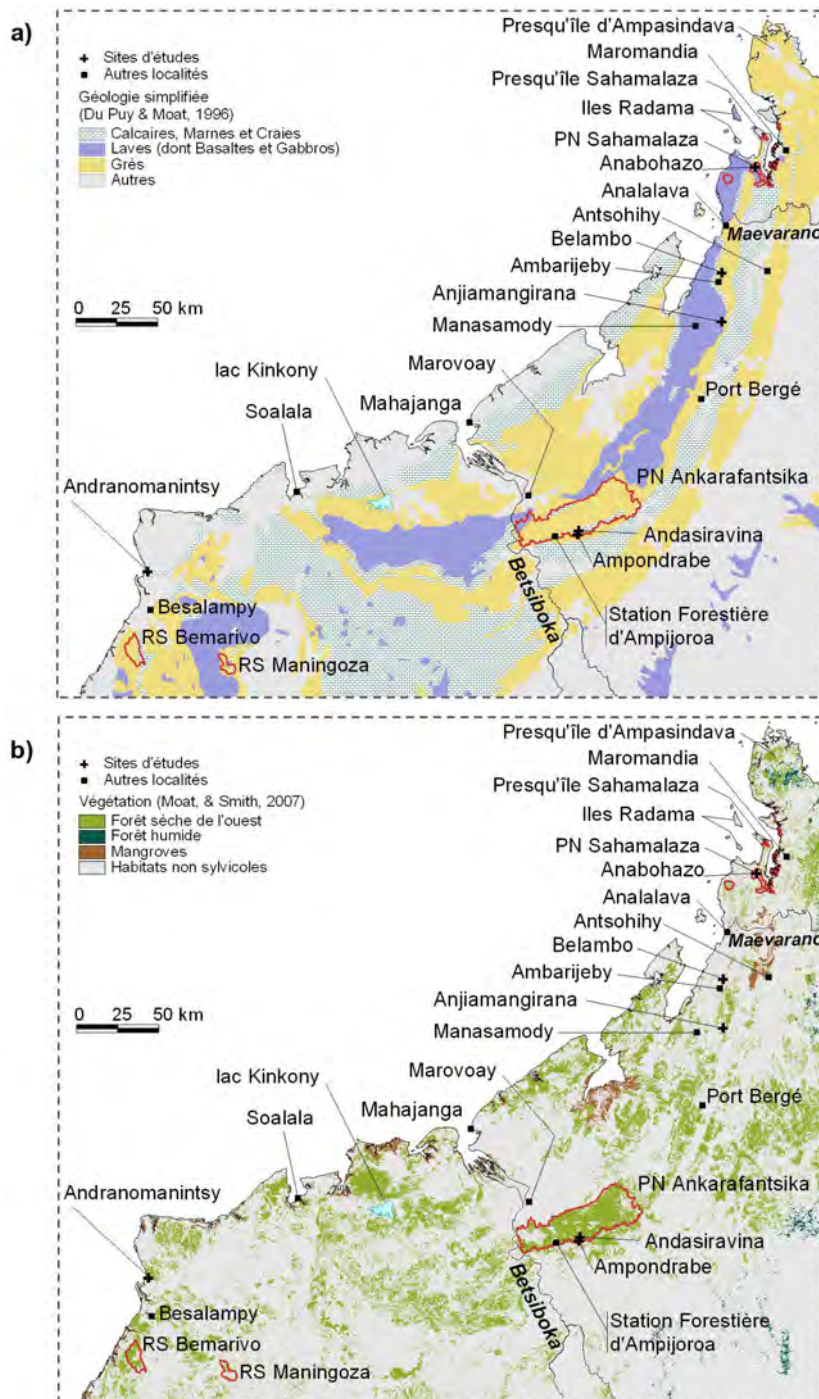 a)
Sites d'études
Autres localités
Géologie simplifiée
(Du Puy & Moat, 1996)
Calcaires, Marnes et Craies
Laves (dont Basaltes et Gabbros)
Grés
Autres
0 25 50 km
Presqu'île d'Ampasindava
Maromandia
Presqu'île Sahamalaza
Iles Radama
PN Sahamalaza
Anabohazo
Analalava
Antsohihy
Maevarand
Belambo
Ambarijeby
Anjiamangirana
Manasamody
Marovoay
lac Kinkony
Mahajanga
Soalala
Port Bergé
Andranomanintsy
PN Ankarafantsika
Andasiravina
Ampondrabe
Betsiboka
Besalampy
Station Forestière
d'Ampijoroa
RS Bemarivo
RS Maningoza
b)
Sites d'études
Autres localités
Végétation (Moat, & Smith, 2007)
Forêt sèche de l'ouest
Forêt humide
Mangroves
Habitats non sylvicoles
0 25 50 km
Presqu'île d'Ampasindava
Maromandia
Presqu'île Sahamalaza
Iles Radama
PN Sahamalaza
Anabohazo
Analalava
Antsohihy
Maevarand
Belambo
Ambarijeby
Anjiamangirana
Manasamody
Marovoay
lac Kinkony
Mahajanga
Soalala
Port Bergé
Andranomanintsy
PN Ankarafantsika
Andasiravina
Ampondrabe
Betsiboka
Besalampy
Station Forestière
d'Ampijoroa
RS Bemarivo
RS Maningoza